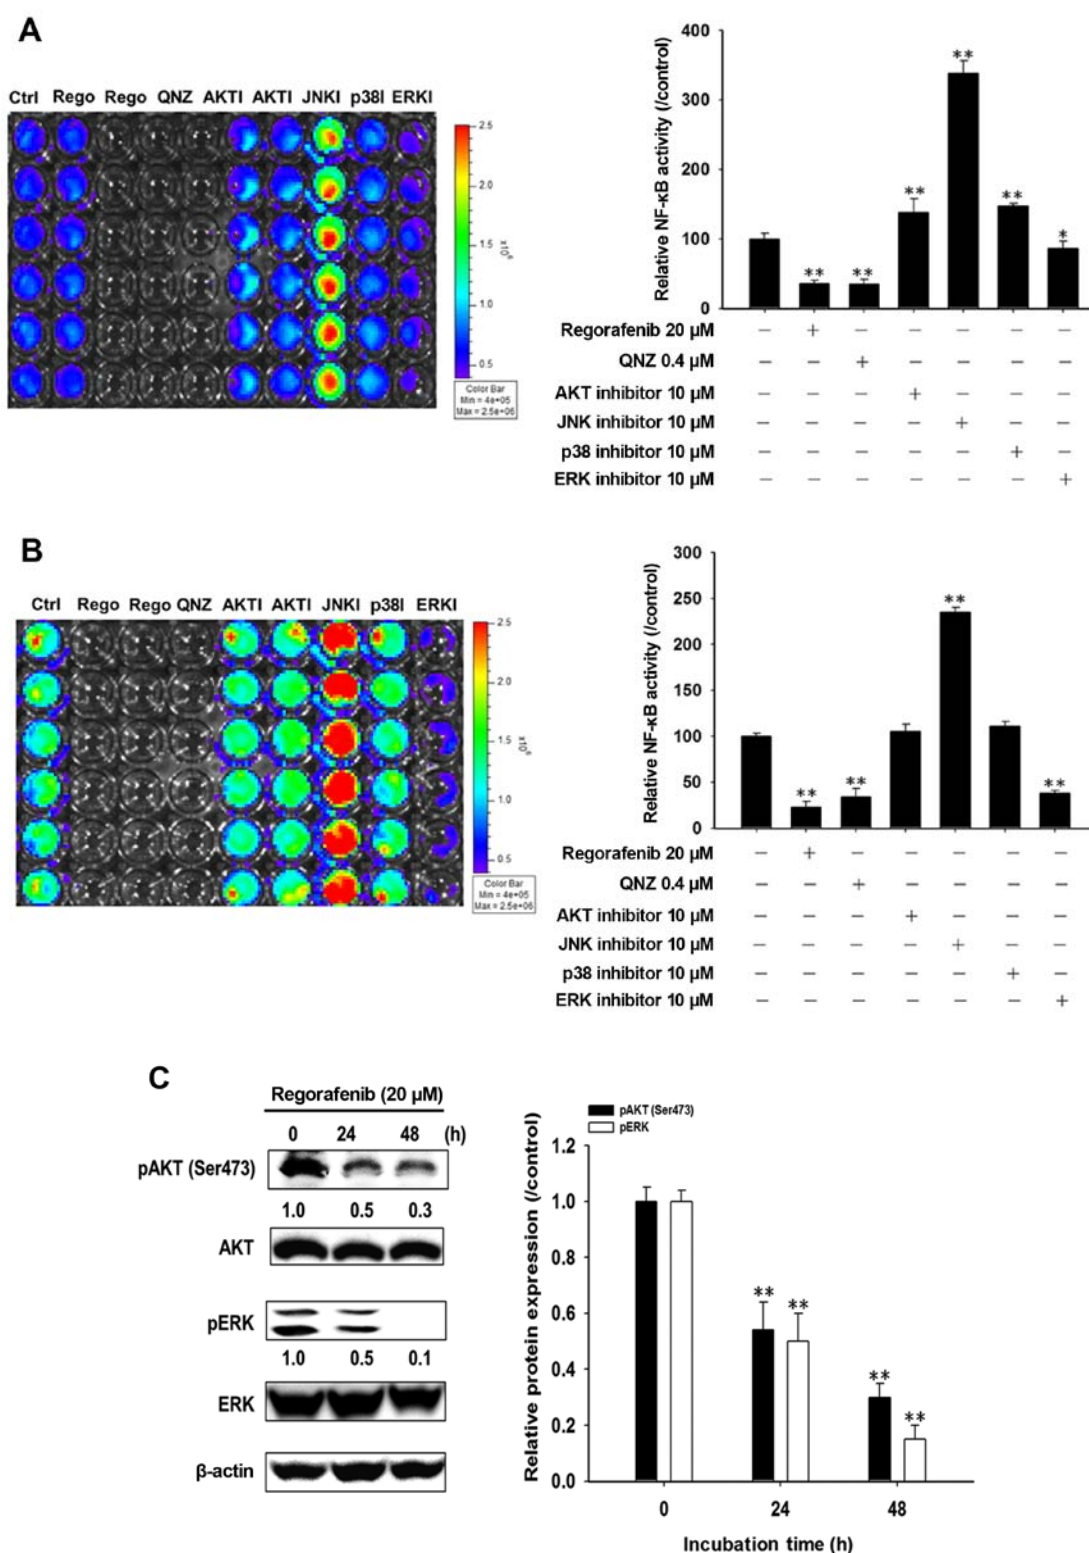 A
Ctrl Rego Rego QNZ AKTI AKTI JNKI p38I ERKI
2.5
2.0
1.5
1.0
0.5
x10⁶
Color Bar
Min = 4e+05
Max = 2.5e+06
Relative NF-κB activity (/control)
400
300
200
100
0
** ** ** ** ** *
Regorafenib 20 µM − + − − − − −
QNZ 0.4 µM − − + − − − −
AKT inhibitor 10 µM − − − + − − −
JNK inhibitor 10 µM − − − − + − −
p38 inhibitor 10 µM − − − − − + −
ERK inhibitor 10 µM − − − − − − +
B
Ctrl Rego Rego QNZ AKTI AKTI JNKI p38I ERKI
2.5
2.0
1.5
1.0
0.5
x10⁶
Color Bar
Min = 4e+05
Max = 2.5e+06
Relative NF-κB activity (/control)
300
250
200
150
100
50
0
** ** ** **
Regorafenib 20 µM − + − − − − −
QNZ 0.4 µM − − + − − − −
AKT inhibitor 10 µM − − − + − − −
JNK inhibitor 10 µM − − − − + − −
p38 inhibitor 10 µM − − − − − + −
ERK inhibitor 10 µM − − − − − − +
C
Regorafenib (20 µM)
0 24 48 (h)
pAKT (Ser473)
1.0 0.5 0.3
AKT
pERK
1.0 0.5 0.1
ERK
β-actin
pAKT (Ser473)
pERK
Relative protein expression (/control)
1.2
1.0
0.8
0.6
0.4
0.2
0.0
** ** ** **
0 24 48
Incubation time (h)